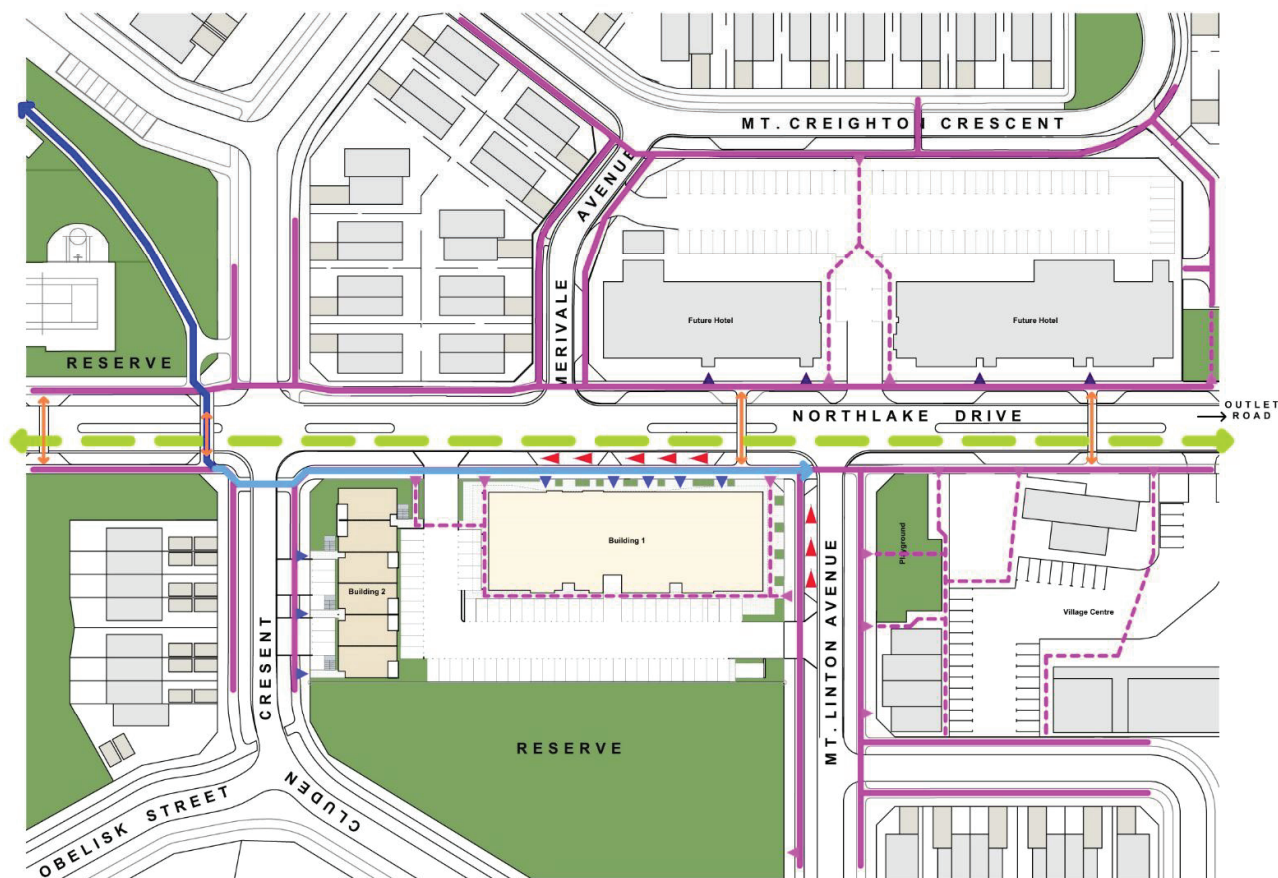 MT. CREIGHTON CRESCENT
MERIVALE AVENUE
Future Hotel
Future Hotel
RESERVE
NORTHLAKE DRIVE
OUTLET
ROAD
Building 1
Building 2
Playground
Village Centre
CRESENT
CLUDEN
MT. LINTON AVENUE
RESERVE
OBELISK STREET